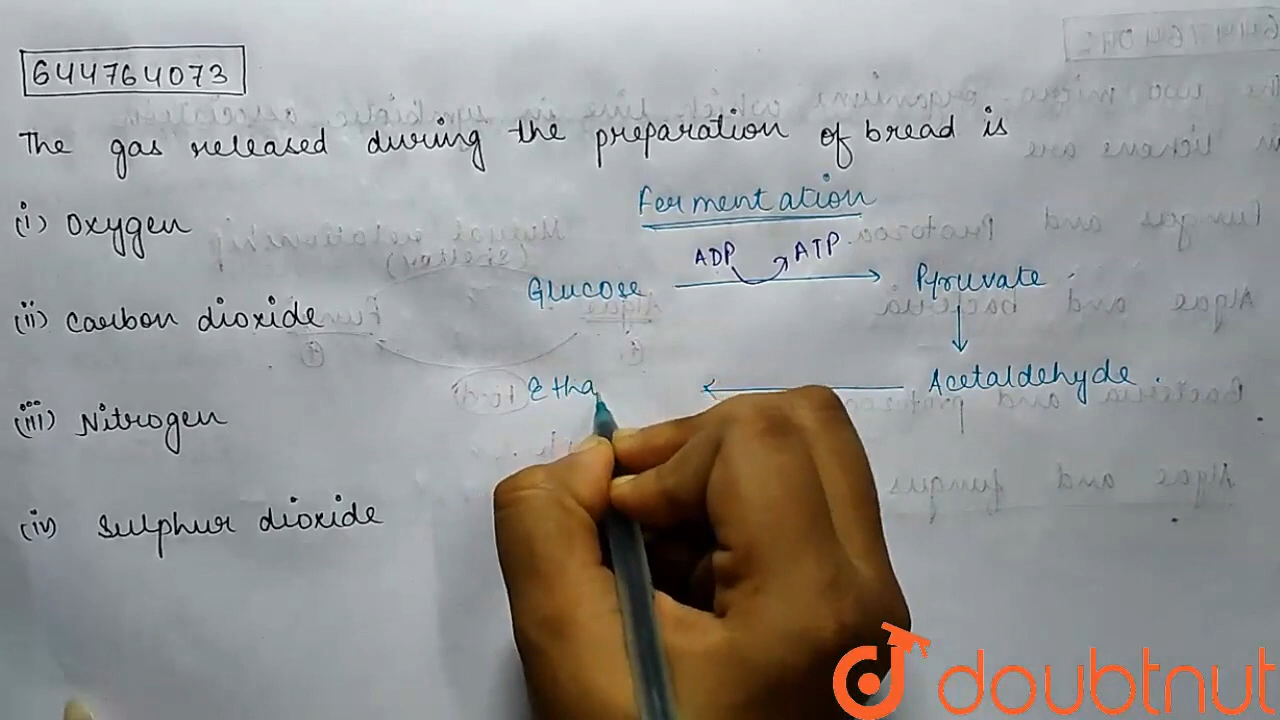 644764073
The gas released during the preparation of bread is
(i) Oxygen
(ii) Carbon dioxide
(iii) Nitrogen
(iv) Sulphur dioxide
Fermentation
ADP ATP.
Glucose Pyruvate.
Etha Acetaldehyde.
doubtnut